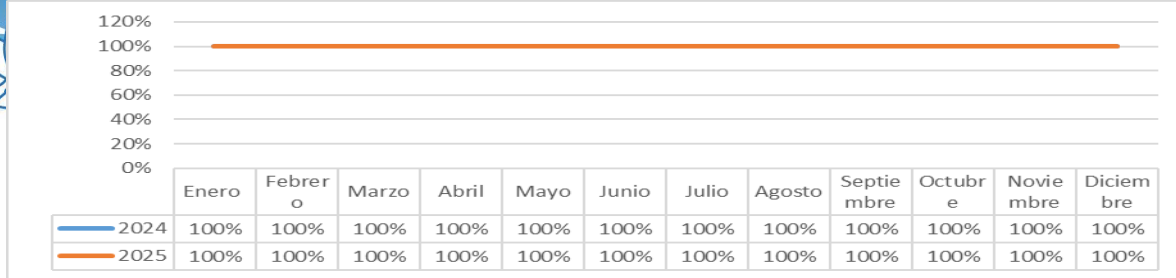 120%
100%
80%
60%
40%
20%
0%
Enero Febrer o Marzo Abril Mayo Junio Julio Agosto Septie mbre Octubr e Novie mbre Diciem bre
2024 100% 100% 100% 100% 100% 100% 100% 100% 100% 100% 100% 100%
2025 100% 100% 100% 100% 100% 100% 100% 100% 100% 100% 100% 100%